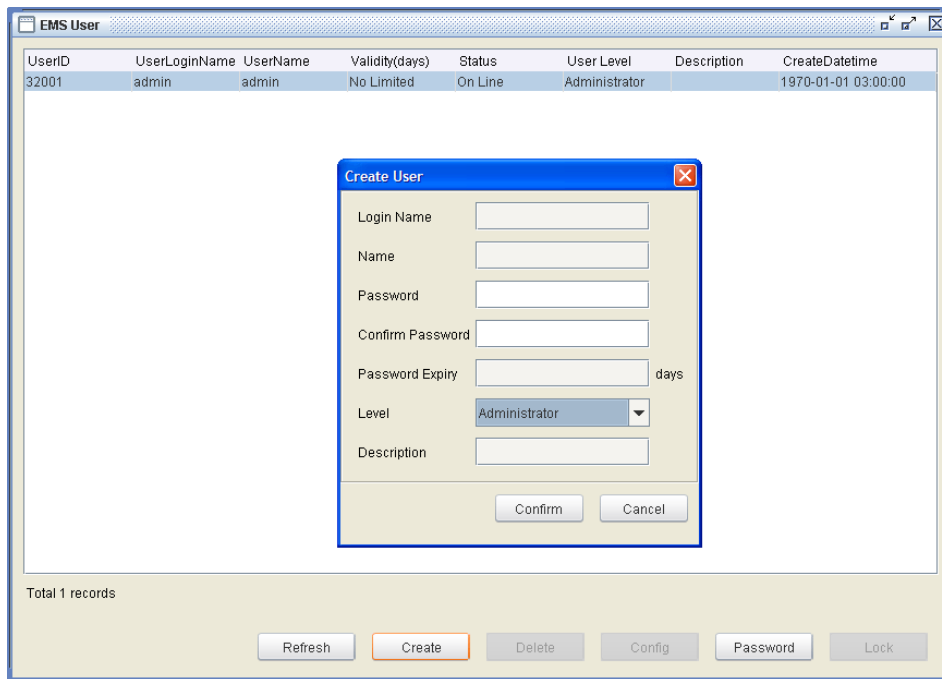 EMS User
UserID UserLoginName UserName Validity(days) Status User Level Description CreateDatetime
32001 admin admin No Limited On Line Administrator 1970-01-01 03:00:00
Create User
Login Name
Name
Password
Confirm Password
Password Expiry days
Level Administrator
Description
Confirm Cancel
Total 1 records
Refresh Create Delete Config Password Lock